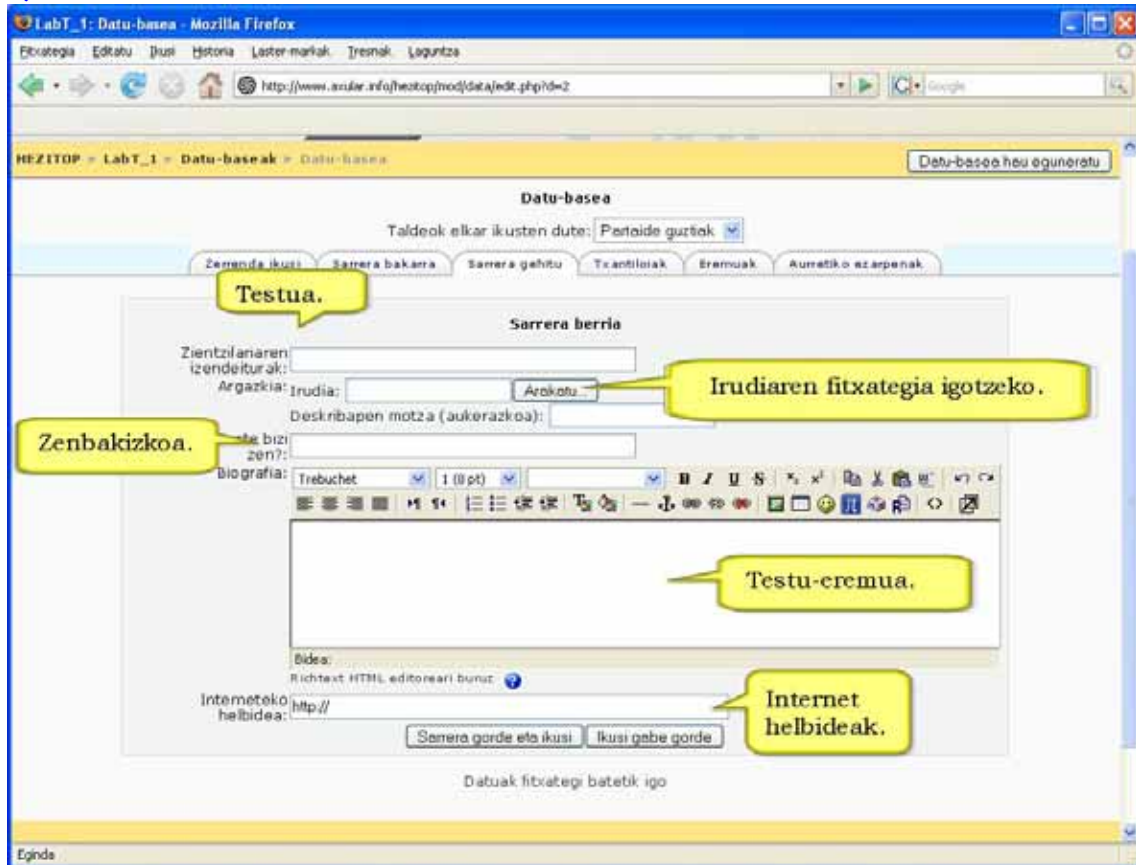 LabT_1: Datu-basea - Mozilla Firefox
Fitxategia Editatu Ikusi Historia Laster-markak Tresnak Laguntza
http://www.axular.info/hezitop/mod/data/edit.php?d=2
Google
HEZITOP » LabT_1 » Datu-baseak » Datu-basea
Datu-basea hau eguneratu
Datu-basea
Taldeok elkar ikusten dute: Partaide guztiak
Zerrenda ikusi Sarrera bakarra Sarrera gehitu Txantiloiak Eremuak Aurretiko ezarpenak
Testua.
Sarrera berria
Zientzilariaren
izendeiturak:
Argazkia: Irudia: Arakatu...
Irudiaren fitxategia igotzeko.
Deskribapen motza (aukerazkoa):
Zenbakizkoa.
bizi
zen?:
Biografia: Trebuchet 1 (8 pt)
B I U S
Testu-eremua.
Bidea:
Richtext HTML editoreari buruz
Interneteko
helbidea: http://
Internet
helbideak.
Sarrera gorde eta ikusi Ikusi gabe gorde
Datuak fitxategi batetik igo
Eginda